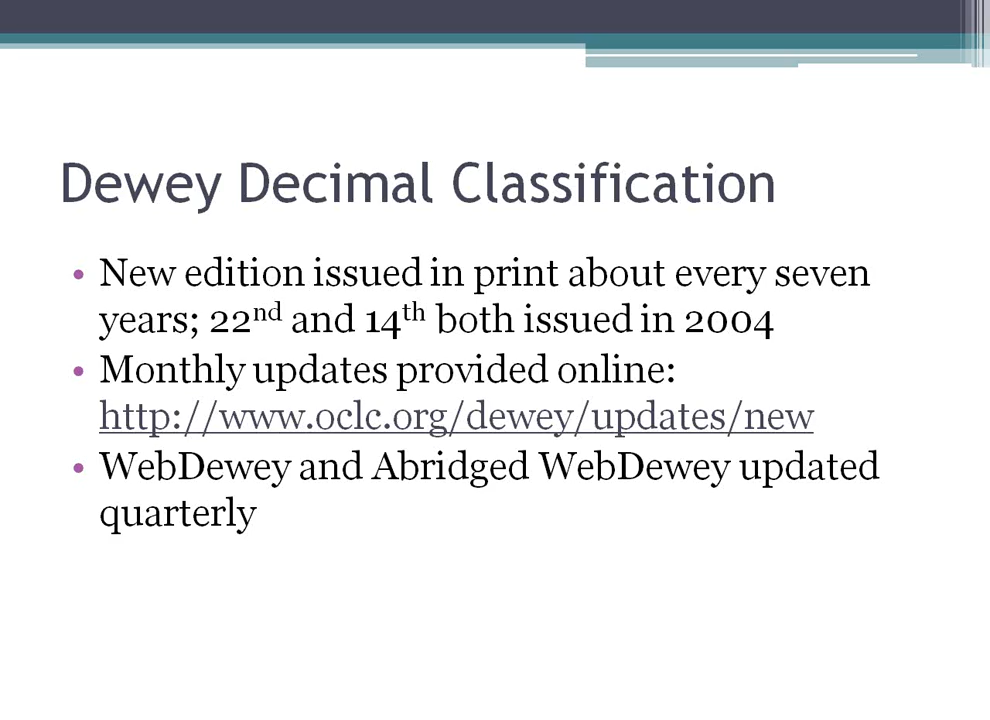 Dewey Decimal Classification
• New edition issued in print about every seven
years; 22nd and 14th both issued in 2004
• Monthly updates provided online:
http://www.oclc.org/dewey/updates/new
• WebDewey and Abridged WebDewey updated
quarterly